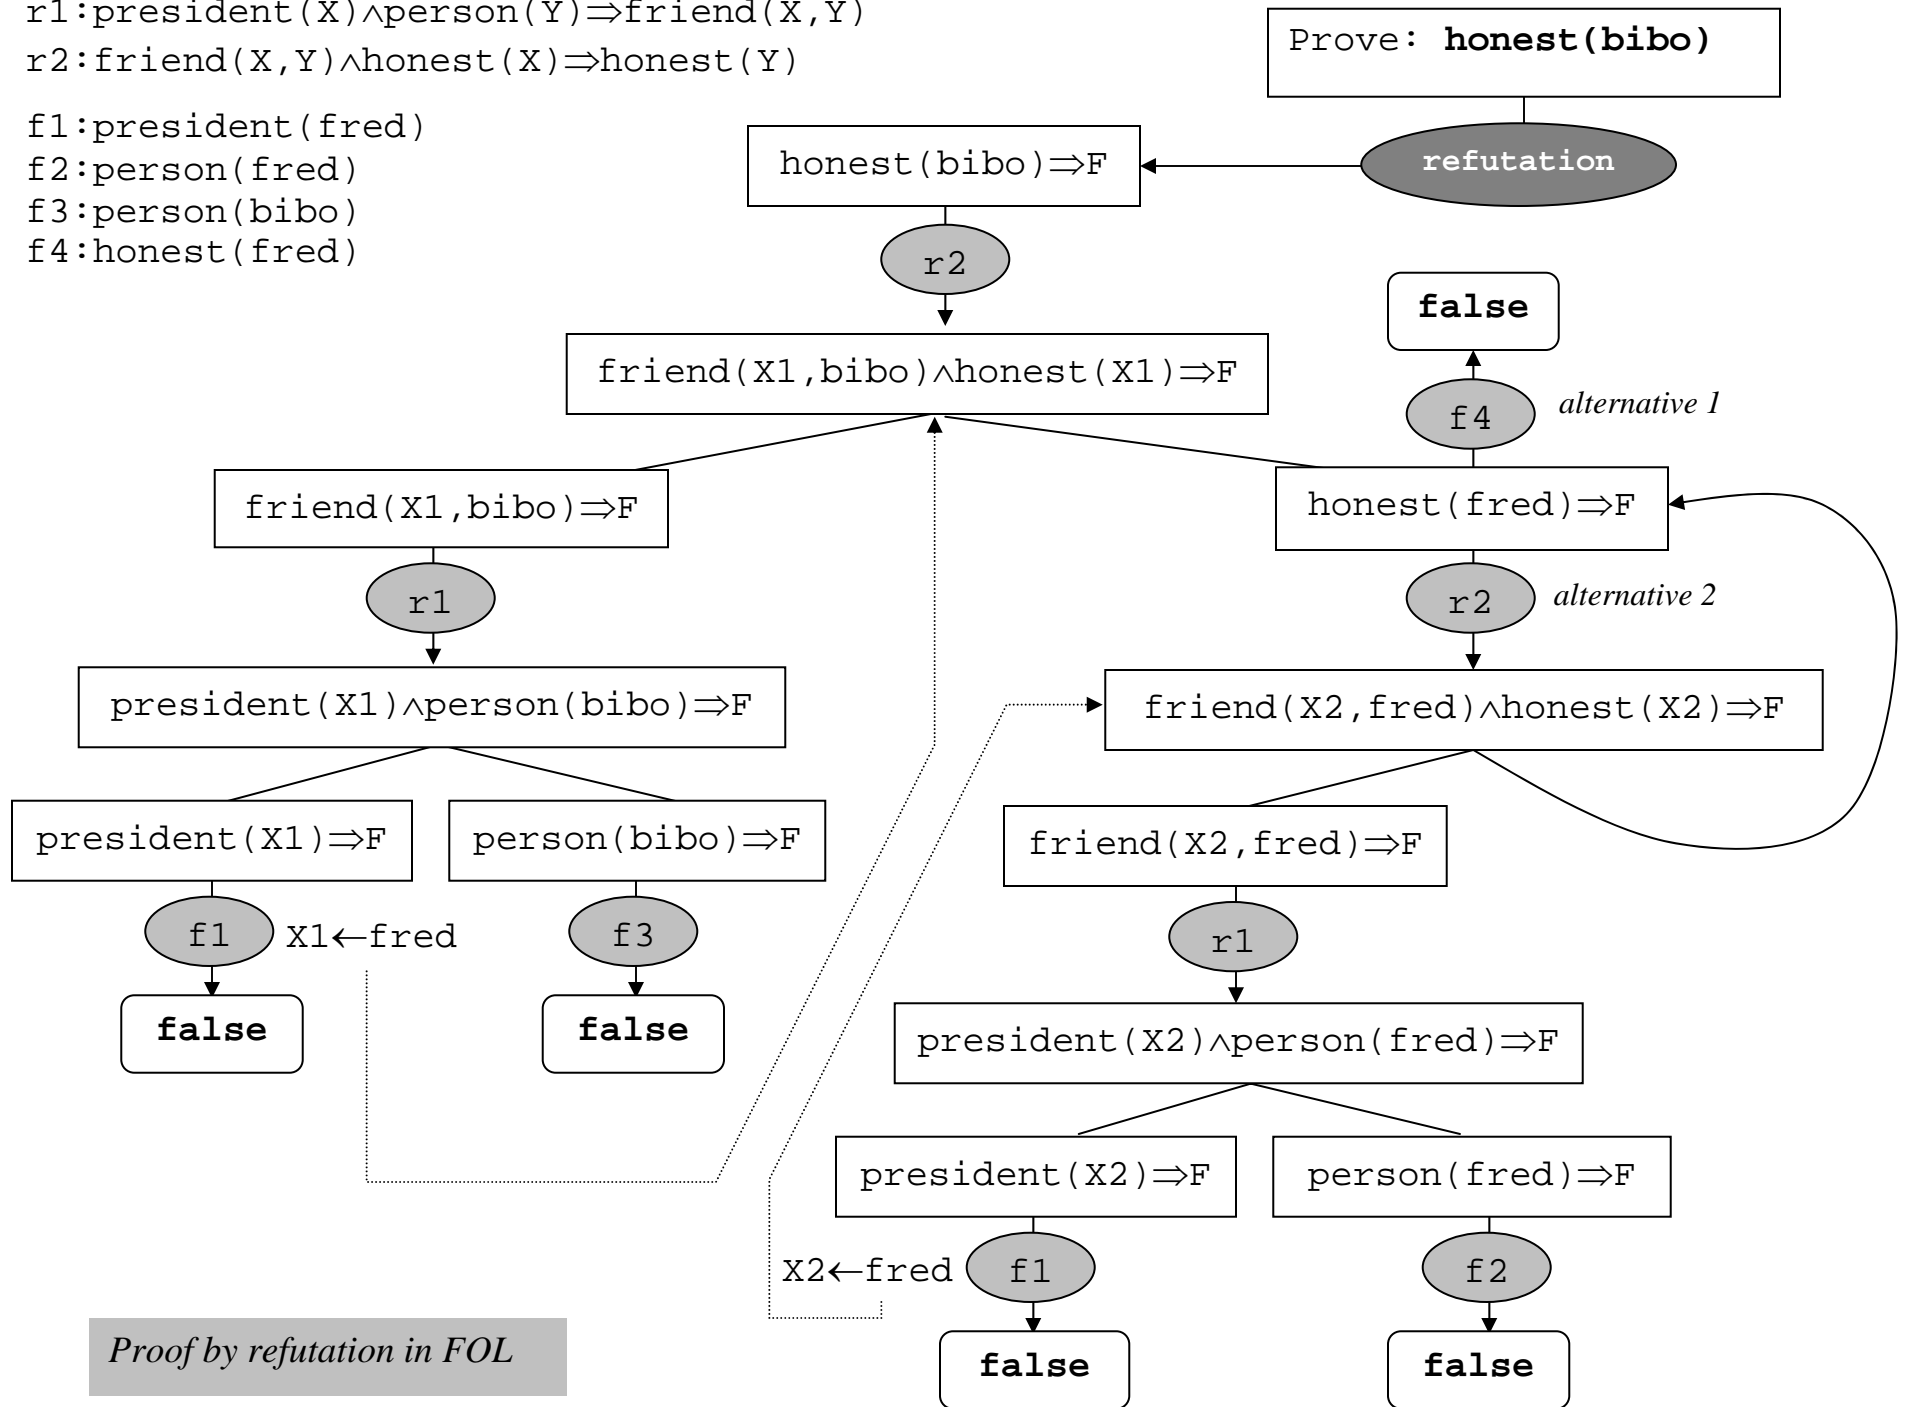 r1:president(X)∧person(Y)⇒friend(X,Y)
r2:friend(X,Y)∧honest(X)⇒honest(Y)
f1:president(fred)
f2:person(fred)
f3:person(bibo)
f4:honest(fred)
Prove: honest(bibo)
refutation
honest(bibo)⇒F
r2
friend(X1,bibo)∧honest(X1)⇒F
false
f4
alternative 1
friend(X1,bibo)⇒F
honest(fred)⇒F
r1
r2
alternative 2
president(X1)∧person(bibo)⇒F
friend(X2,fred)∧honest(X2)⇒F
president(X1)⇒F
person(bibo)⇒F
friend(X2,fred)⇒F
f1
X1←fred
f3
r1
false
false
president(X2)∧person(fred)⇒F
president(X2)⇒F
person(fred)⇒F
X2←fred
f1
f2
false
false
Proof by refutation in FOL